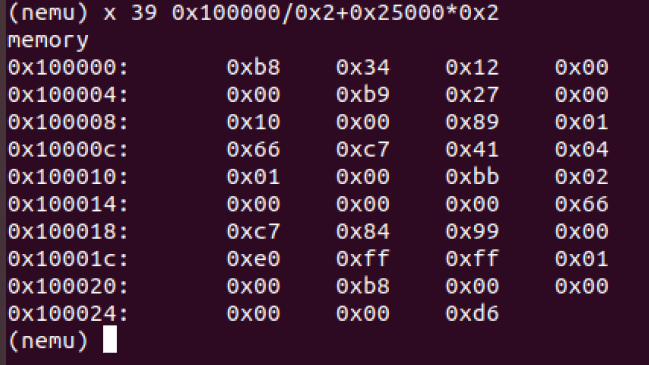 (nemu) x 39 0x100000/0x2+0x25000*0x2
memory
0x100000: 0xb8 0x34 0x12 0x00
0x100004: 0x00 0xb9 0x27 0x00
0x100008: 0x10 0x00 0x89 0x01
0x10000c: 0x66 0xc7 0x41 0x04
0x100010: 0x01 0x00 0xbb 0x02
0x100014: 0x00 0x00 0x00 0x66
0x100018: 0xc7 0x84 0x99 0x00
0x10001c: 0xe0 0xff 0xff 0x01
0x100020: 0x00 0xb8 0x00 0x00
0x100024: 0x00 0x00 0xd6
(nemu)